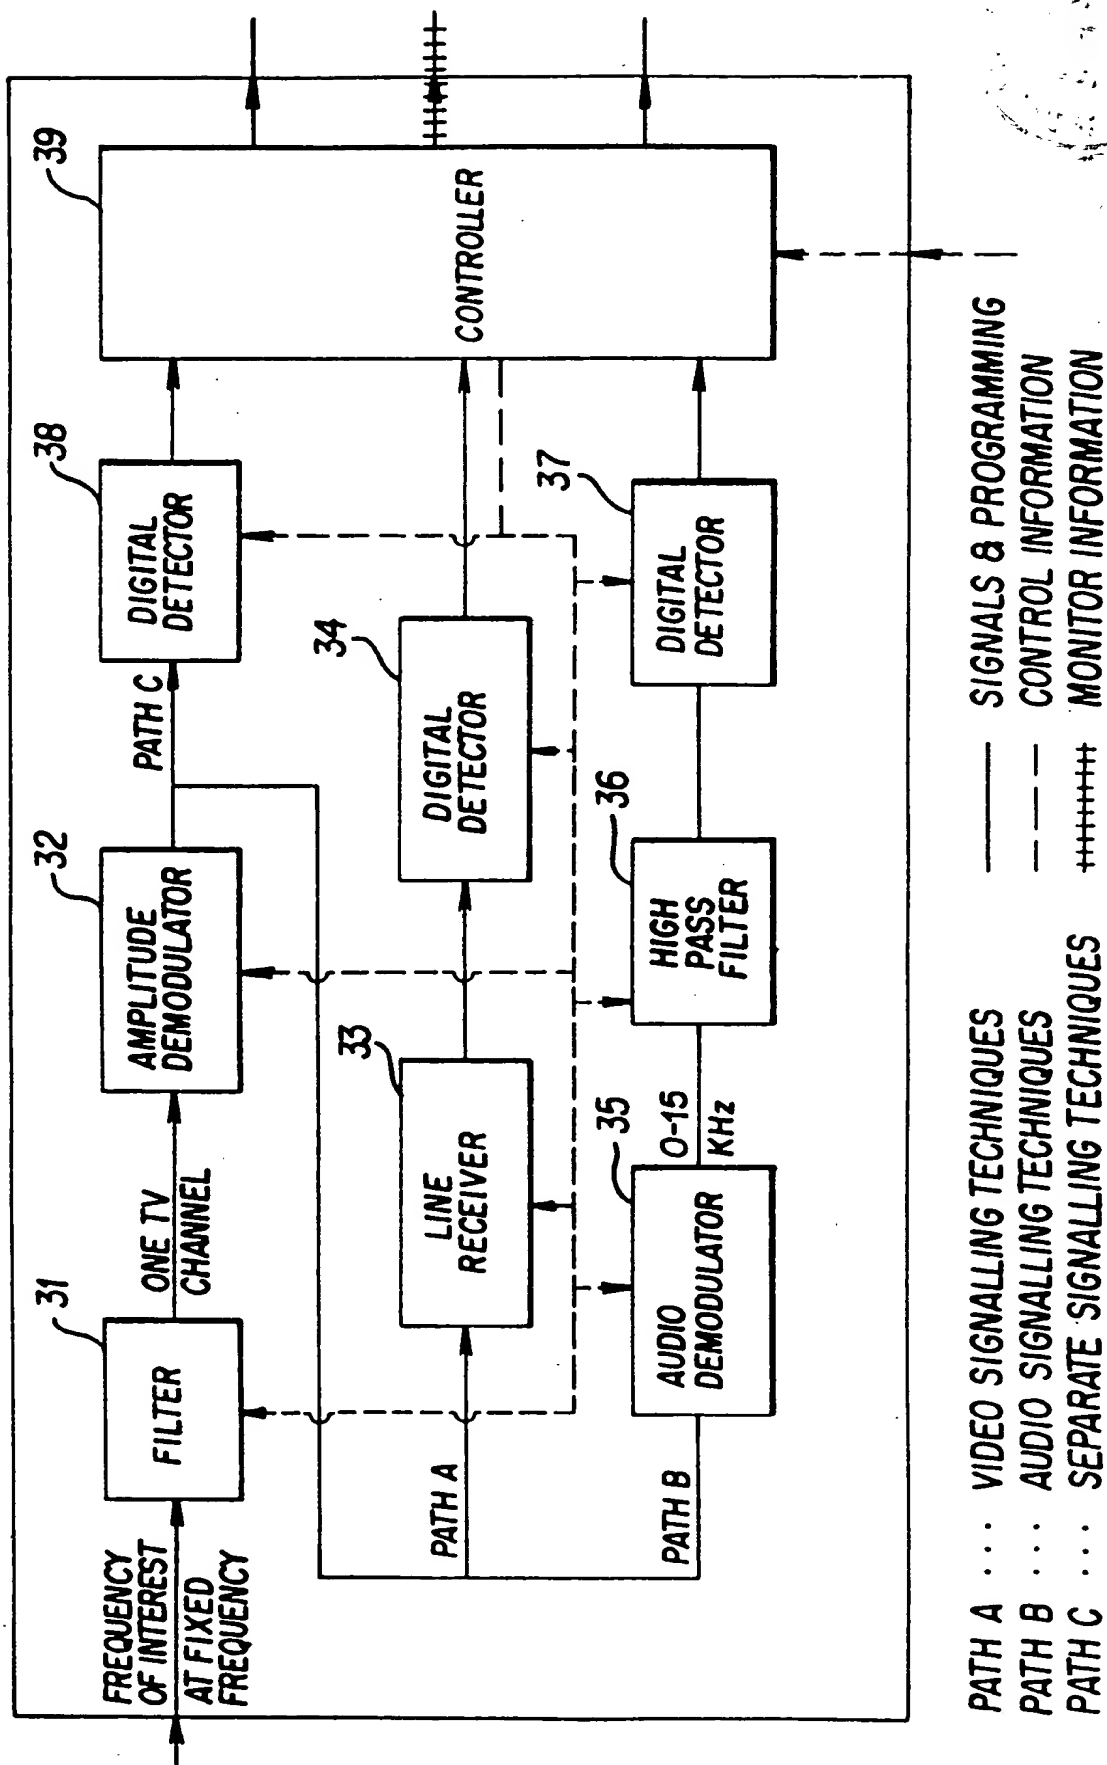 FREQUENCY
OF INTEREST
AT FIXED
FREQUENCY
31
FILTER
ONE TV
CHANNEL
32
AMPLITUDE
DEMODULATOR
PATH C
38
DIGITAL
DETECTOR
39
CONTROLLER
PATH A
33
LINE
RECEIVER
34
DIGITAL
DETECTOR
PATH B
35
AUDIO
DEMODULATOR
0-15
KHz
36
HIGH
PASS
FILTER
37
DIGITAL
DETECTOR
PATH A ... VIDEO SIGNALLING TECHNIQUES
PATH B ... AUDIO SIGNALLING TECHNIQUES
PATH C ... SEPARATE SIGNALLING TECHNIQUES
SIGNALS & PROGRAMMING
CONTROL INFORMATION
MONITOR INFORMATION